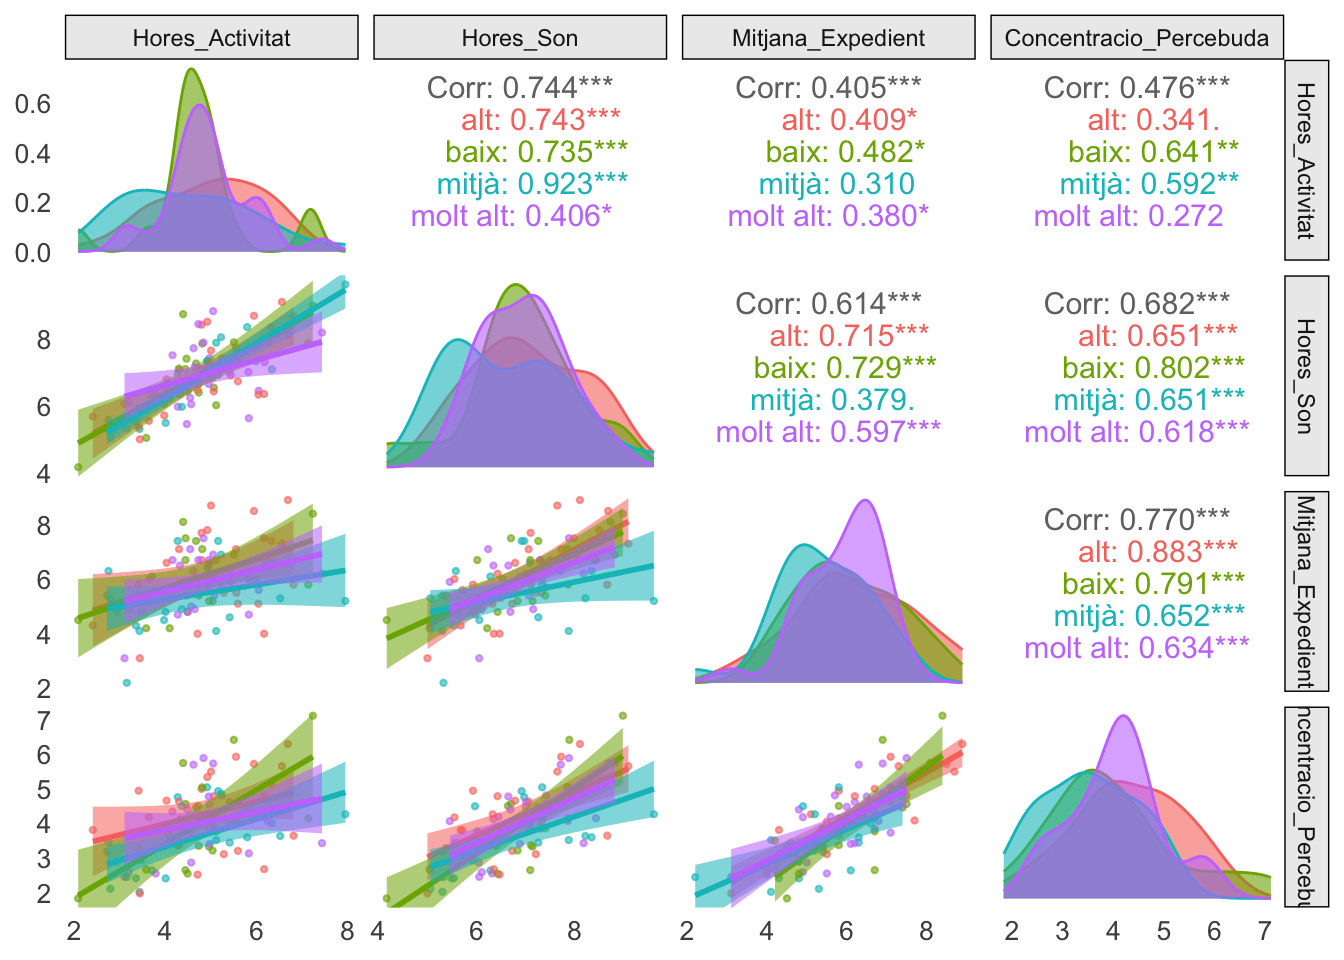 Hores_Activitat
Hores_Son
Mitjana_Expedient
Concentracio_Percebuda
Corr: 0.744***
alt: 0.743***
baix: 0.735***
mitjà: 0.923***
molt alt: 0.406*
Corr: 0.405***
alt: 0.409*
baix: 0.482*
mitjà: 0.310
molt alt: 0.380*
Corr: 0.476***
alt: 0.341.
baix: 0.641**
mitjà: 0.592**
molt alt: 0.272
Hores_Activitat
0.6
0.4
0.2
0.0
Corr: 0.614***
alt: 0.715***
baix: 0.729***
mitjà: 0.379.
molt alt: 0.597***
Corr: 0.682***
alt: 0.651***
baix: 0.802***
mitjà: 0.651***
molt alt: 0.618***
Hores_Son
8
6
4
Corr: 0.770***
alt: 0.883***
baix: 0.791***
mitjà: 0.652***
molt alt: 0.634***
Mitjana_Expedient
8
6
4
2
ncentracio_Percebu
7
6
5
4
3
2
2 4 6 8
4 6 8
2 4 6 8
2 3 4 5 6 7